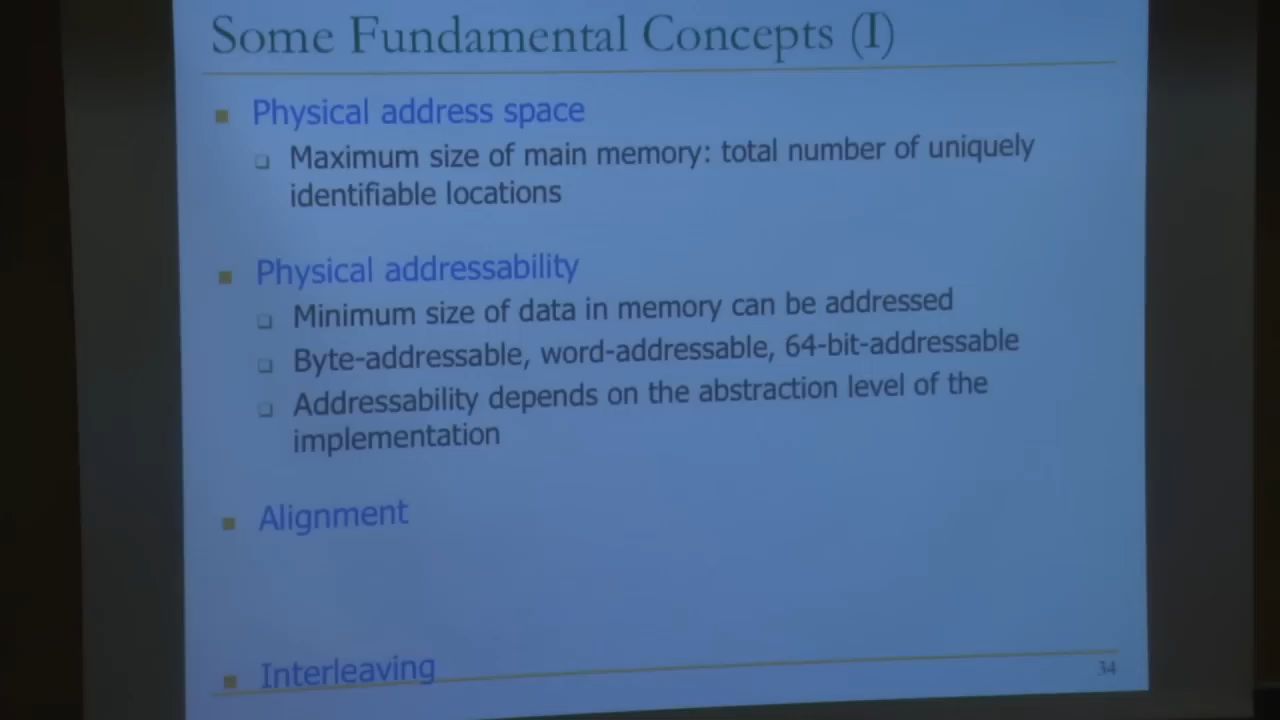 Some Fundamental Concepts (I)
Physical address space
Maximum size of main memory: total number of uniquely
identifiable locations
Physical addressability
Minimum size of data in memory can be addressed
Byte-addressable, word-addressable, 64-bit-addressable
Addressability depends on the abstraction level of the
implementation
Alignment
Interleaving
34